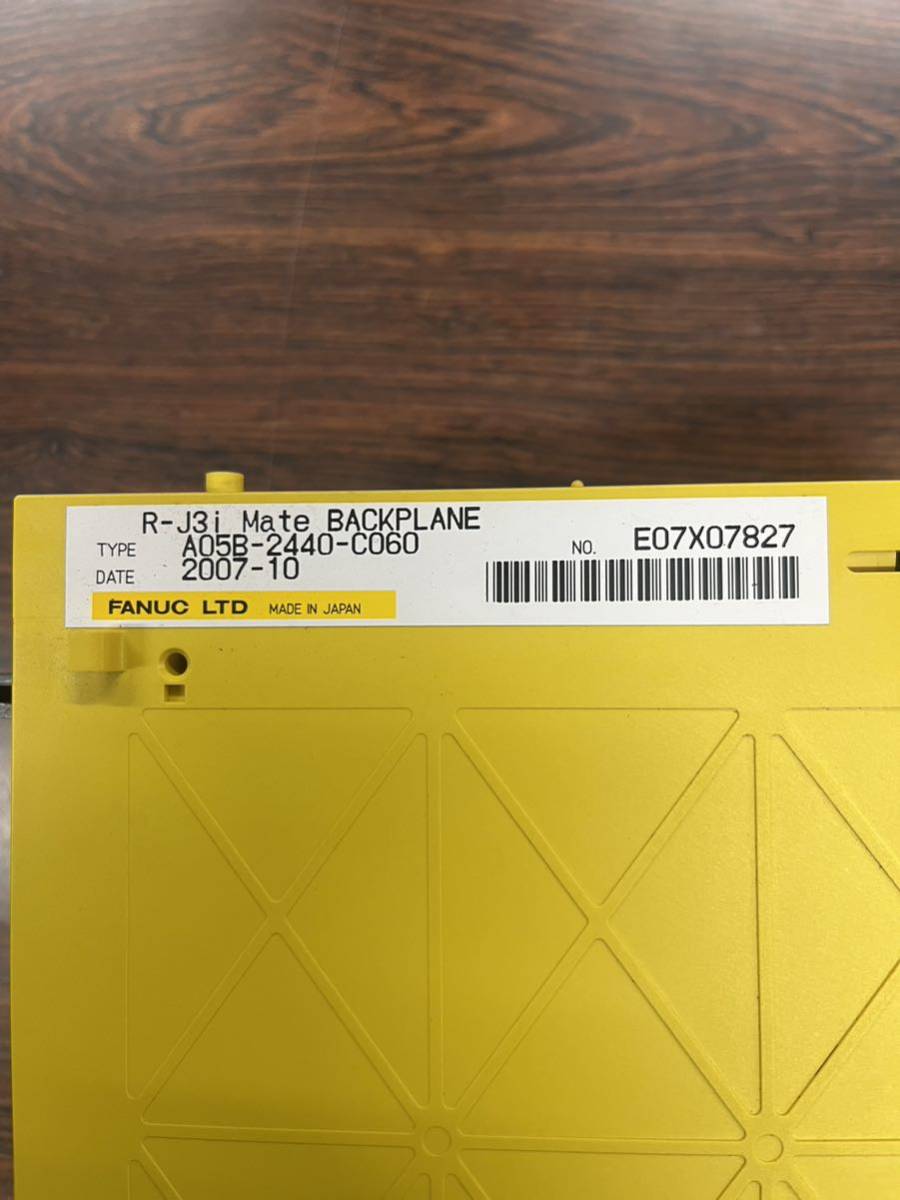 R-J3i Mate BACKPLANE
TYPE A05B-2440-C060 NO. E07X07827
DATE 2007-10
FANUC LTD MADE IN JAPAN